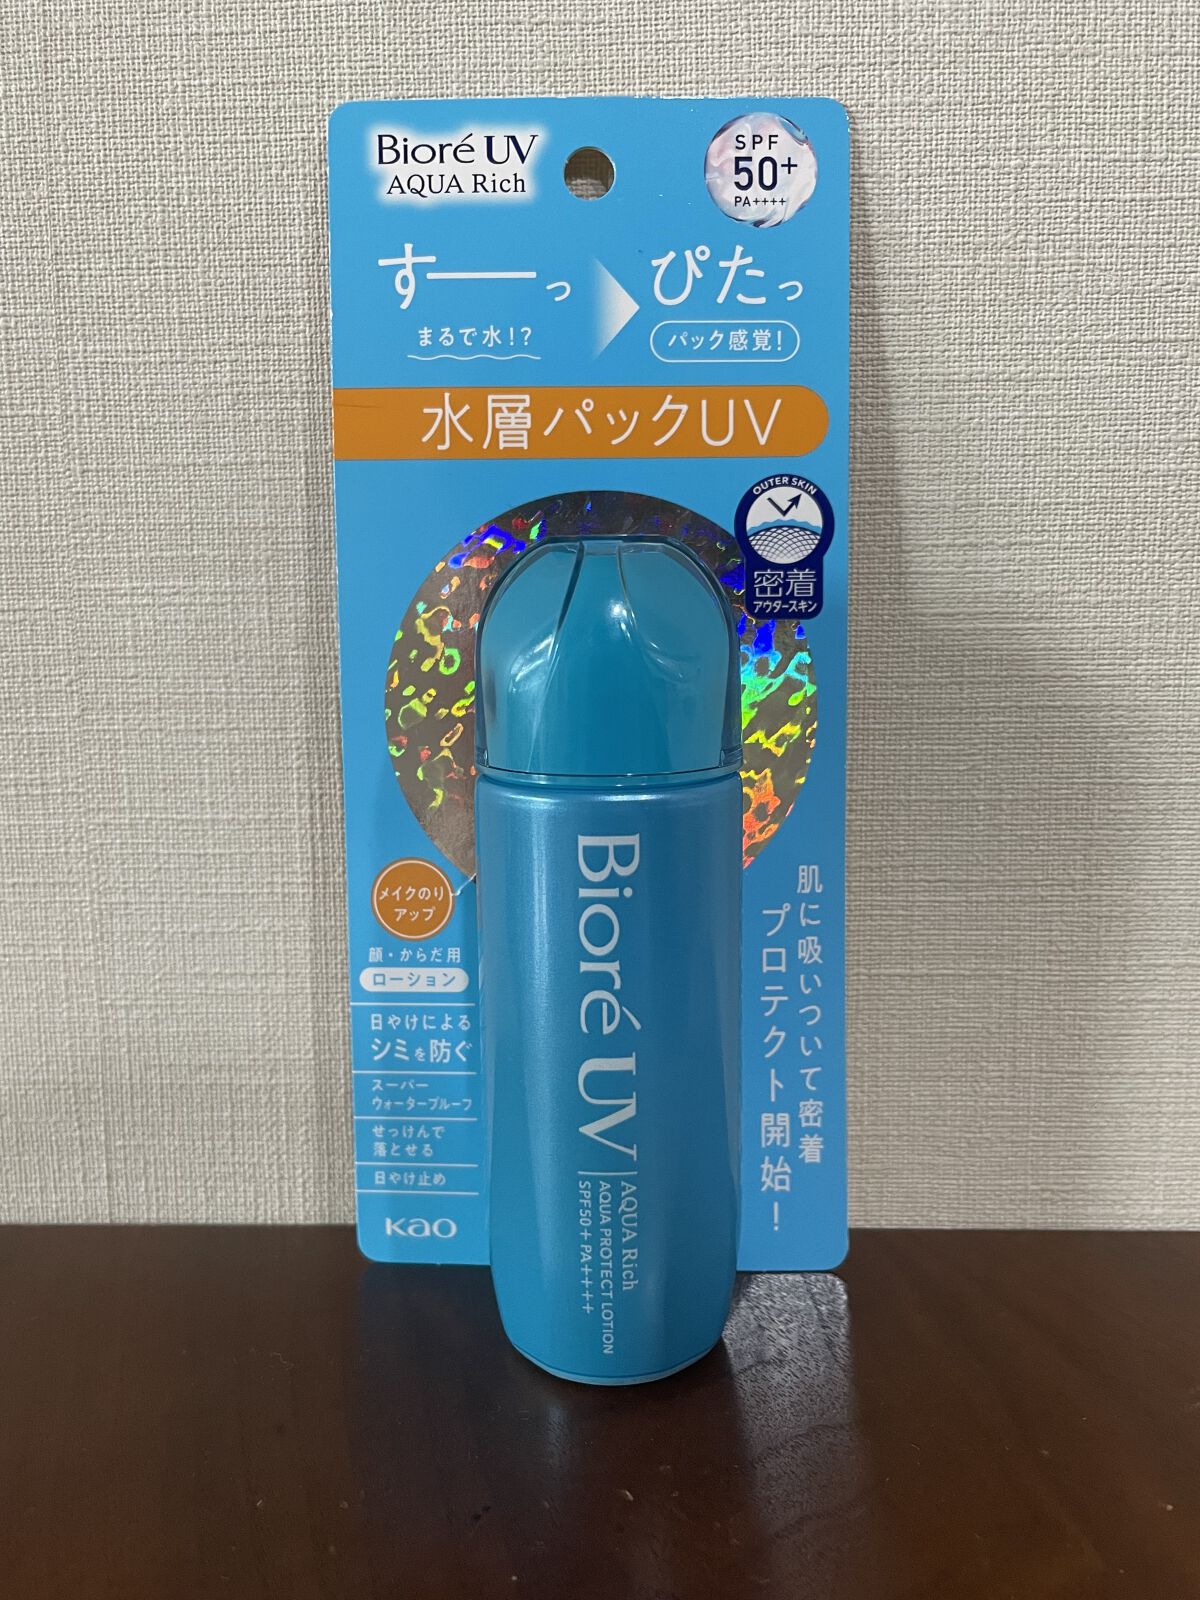 Bioré UV
AQUA Rich
SPF
50+
PA++++
すーーっ
まるで水!?
ぴたっ
パック感覚!
水層パックUV
OUTER SKIN
密着
アウタースキン
メイクのり
アップ
顔・からだ用
ローション
日やけによる
シミを防ぐ
スーパー
ウォータープルーフ
せっけんで
落とせる
日やけ止め
Kao
肌に吸いついて密着
プロテクト開始!
Bioré UV
AQUA Rich
AQUA PROTECT LOTION
SPF50+ PA++++